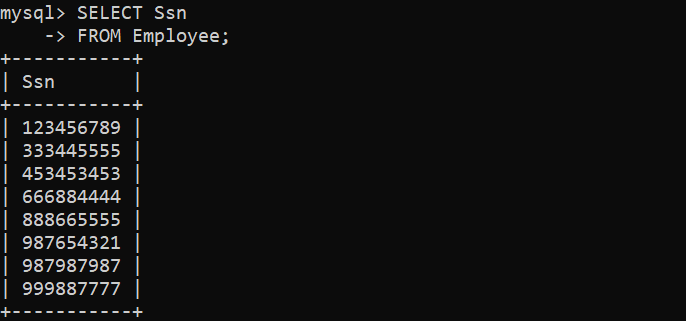 mysql> SELECT Ssn
    -> FROM Employee;
+-----------+
| Ssn       |
+-----------+
| 123456789 |
| 333445555 |
| 453453453 |
| 666884444 |
| 888665555 |
| 987654321 |
| 987987987 |
| 999887777 |
+-----------+